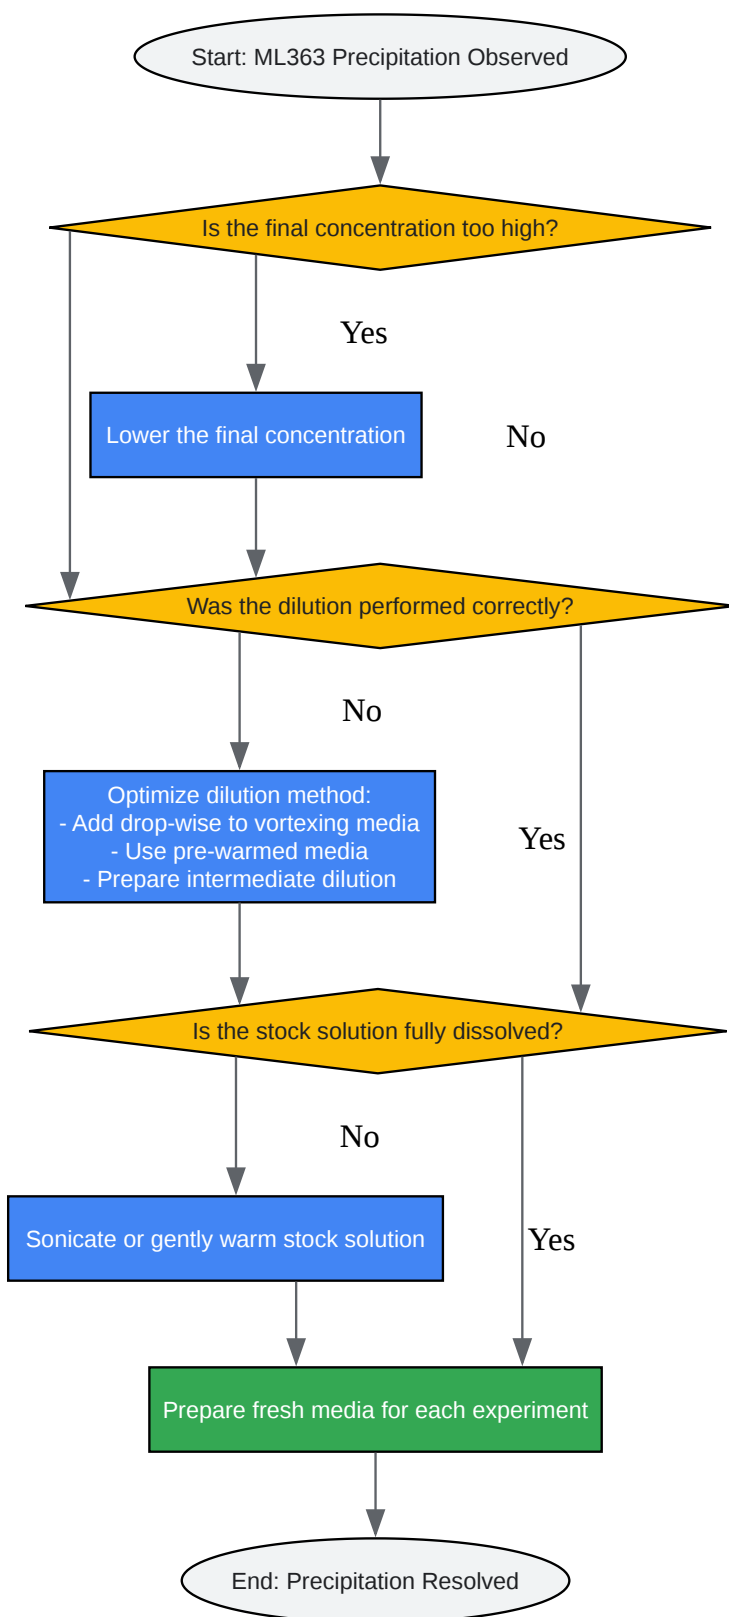 Start: ML363 Precipitation Observed
Is the final concentration too high?
Yes
Lower the final concentration
No
Was the dilution performed correctly?
No
Optimize dilution method:
- Add drop-wise to vortexing media
- Use pre-warmed media
- Prepare intermediate dilution
Yes
Is the stock solution fully dissolved?
No
Sonicate or gently warm stock solution
Yes
Prepare fresh media for each experiment
End: Precipitation Resolved